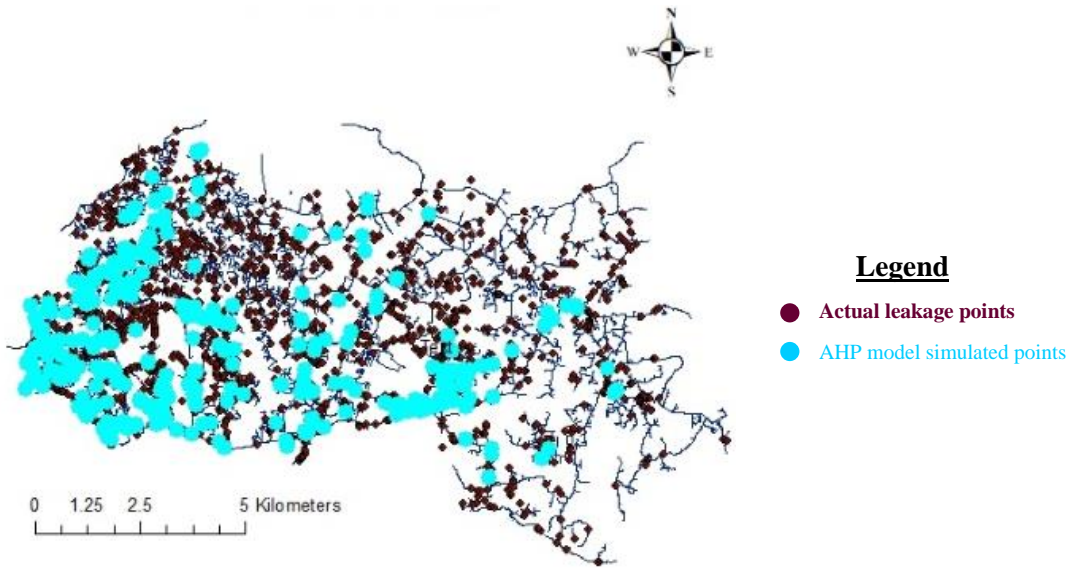 N
W E
S
Legend
Actual leakage points
AHP model simulated points
0 1.25 2.5 5 Kilometers